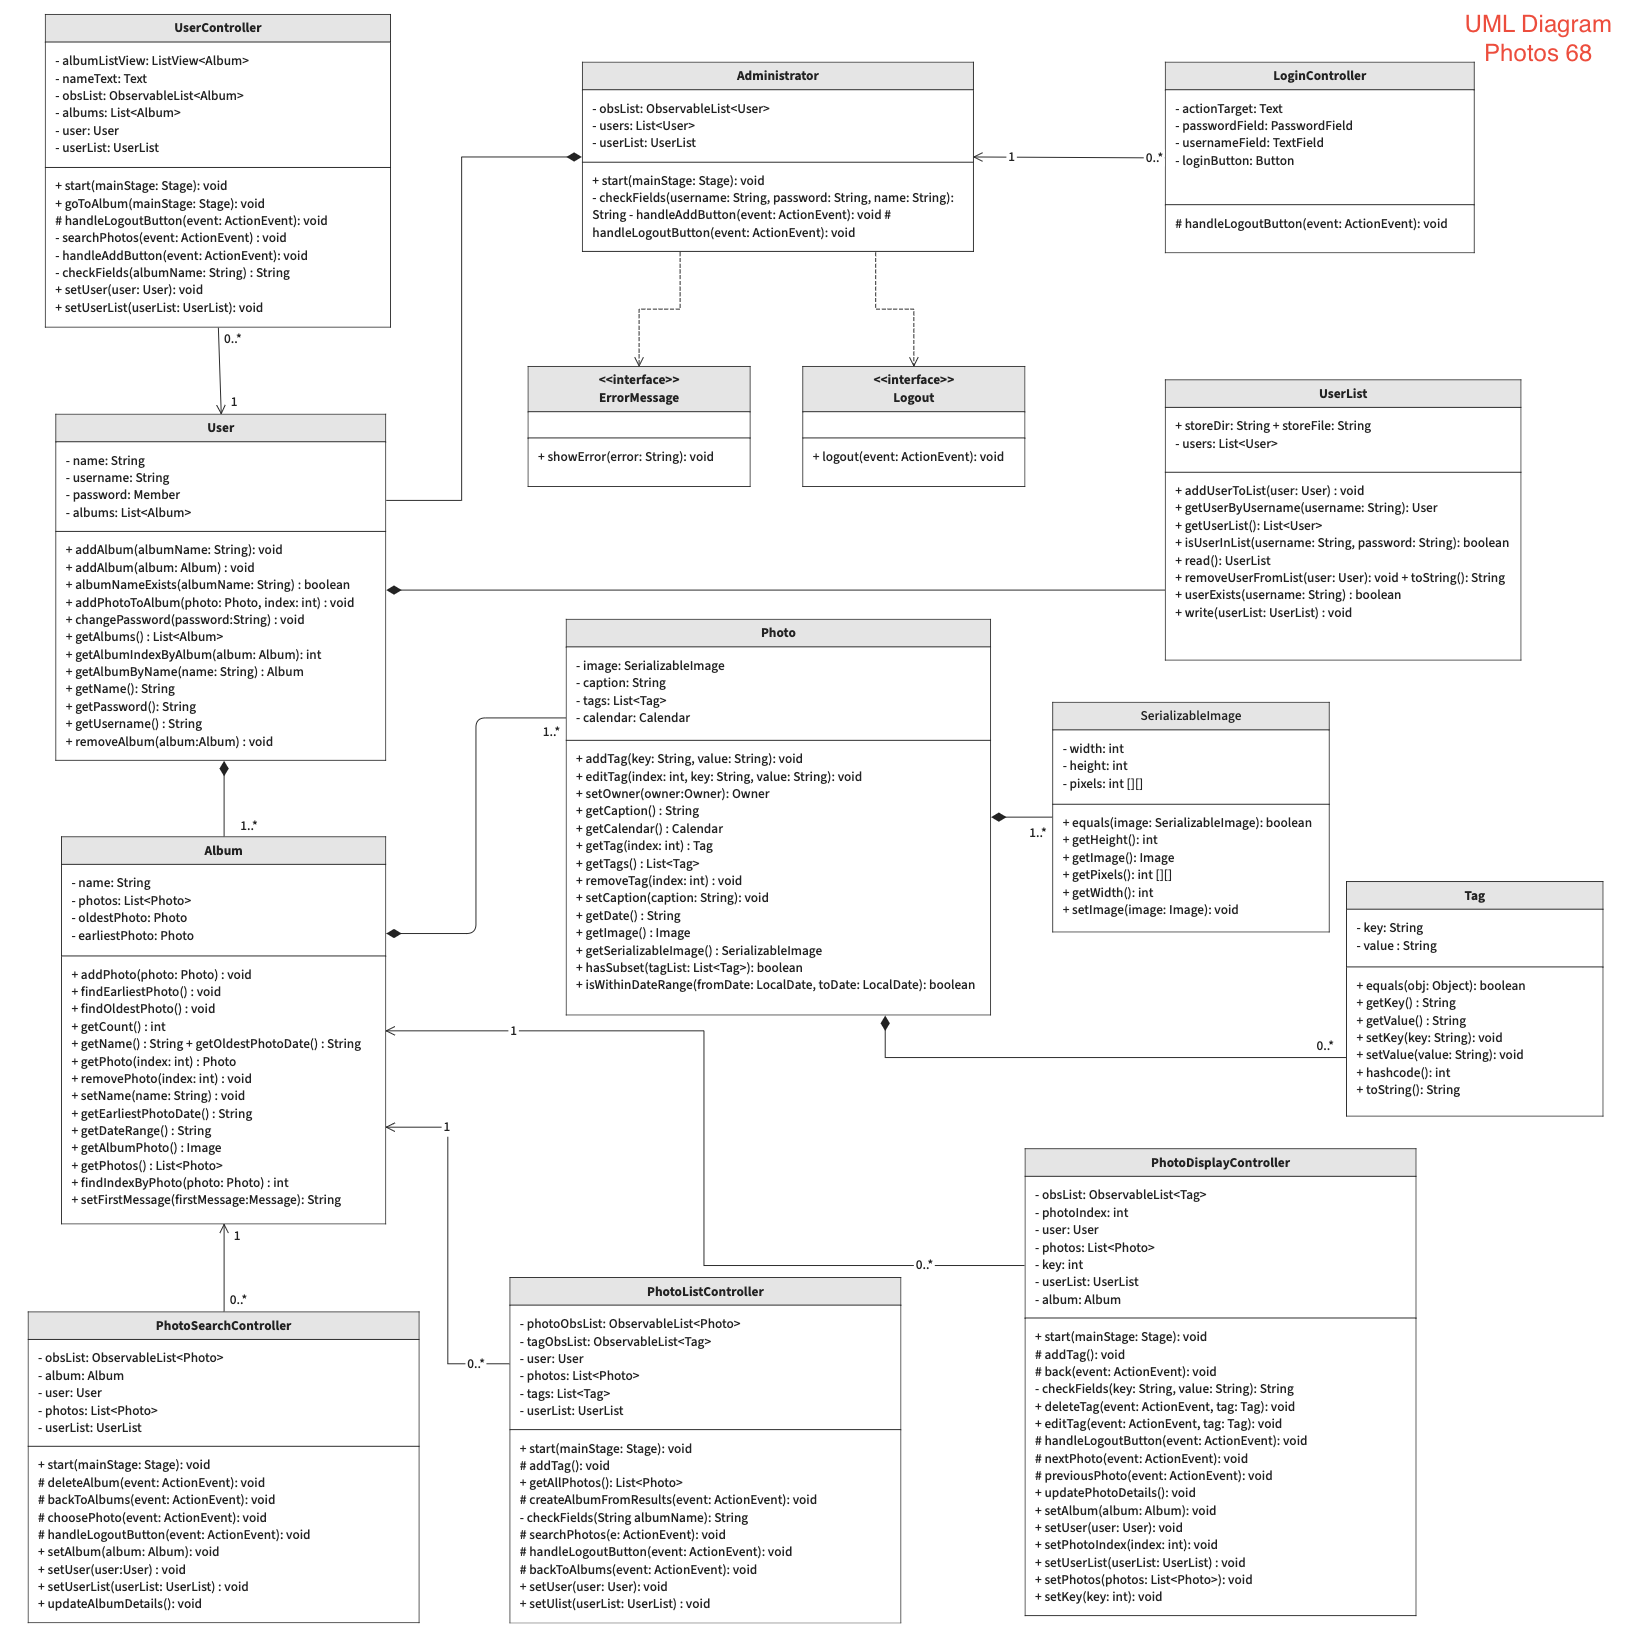 UML Diagram
Photos 68
UserController
- albumListView: ListView<Album>
- nameText: Text
- obsList: ObservableList<Album>
- albums: List<Album>
- user: User
- userList: UserList
+ start(mainStage: Stage): void
+ goToAlbum(mainStage: Stage): void
# handleLogoutButton(event: ActionEvent): void
- searchPhotos(event: ActionEvent) : void
- handleAddButton(event: ActionEvent): void
- checkFields(albumName: String) : String
+ setUser(user: User): void
+ setUserList(userList: UserList): void
0..*
1
Administrator
- obsList: ObservableList<User>
- users: List<User>
- userList: UserList
+ start(mainStage: Stage): void
- checkFields(username: String, password: String, name: String):
String - handleAddButton(event: ActionEvent): void #
handleLogoutButton(event: ActionEvent): void
1
0..*
LoginController
- actionTarget: Text
- passwordField: PasswordField
- usernameField: TextField
- loginButton: Button
# handleLogoutButton(event: ActionEvent): void
<<interface>>
ErrorMessage
+ showError(error: String): void
<<interface>>
Logout
+ logout(event: ActionEvent): void
UserList
+ storeDir: String + storeFile: String
- users: List<User>
+ addUserToList(user: User) : void
+ getUserByUsername(username: String): User
+ getUserList(): List<User>
+ isUserInList(username: String, password: String): boolean
+ read(): UserList
+ removeUserFromList(user: User): void + toString(): String
+ userExists(username: String) : boolean
+ write(userList: UserList) : void
User
- name: String
- username: String
- password: Member
- albums: List<Album>
+ addAlbum(albumName: String): void
+ addAlbum(album: Album) : void
+ albumNameExists(albumName: String) : boolean
+ addPhotoToAlbum(photo: Photo, index: int) : void
+ changePassword(password:String) : void
+ getAlbums() : List<Album>
+ getAlbumIndexByAlbum(album: Album): int
+ getAlbumByName(name: String) : Album
+ getName(): String
+ getPassword(): String
+ getUsername() : String
+ removeAlbum(album:Album) : void
1..*
Photo
- image: SerializableImage
- caption: String
- tags: List<Tag>
- calendar: Calendar
+ addTag(key: String, value: String): void
+ editTag(index: int, key: String, value: String): void
+ setOwner(owner:Owner): Owner
+ getCaption() : String
+ getCalendar() : Calendar
+ getTag(index: int) : Tag
+ getTags() : List<Tag>
+ removeTag(index: int) : void
+ setCaption(caption: String): void
+ getDate() : String
+ getImage() : Image
+ getSerializableImage() : SerializableImage
+ hasSubset(tagList: List<Tag>): boolean
+ isWithinDateRange(fromDate: LocalDate, toDate: LocalDate): boolean
1..*
1..*
SerializableImage
- width: int
- height: int
- pixels: int [][]
+ equals(image: SerializableImage): boolean
+ getHeight(): int
+ getImage(): Image
+ getPixels(): int [][]
+ getWidth(): int
+ setImage(image: Image): void
0..*
Tag
- key: String
- value : String
+ equals(obj: Object): boolean
+ getKey() : String
+ getValue() : String
+ setKey(key: String): void
+ setValue(value: String): void
+ hashcode(): int
+ toString(): String
Album
- name: String
- photos: List<Photo>
- oldestPhoto: Photo
- earliestPhoto: Photo
+ addPhoto(photo: Photo) : void
+ findEarliestPhoto() : void
+ findOldestPhoto() : void
+ getCount() : int
+ getName() : String + getOldestPhotoDate() : String
+ getPhoto(index: int) : Photo
+ removePhoto(index: int) : void
+ setName(name: String) : void
+ getEarliestPhotoDate() : String
+ getDateRange() : String
+ getAlbumPhoto() : Image
+ getPhotos() : List<Photo>
+ findIndexByPhoto(photo: Photo) : int
+ setFirstMessage(firstMessage:Message): String
1
1
1
0..*
0..*
0..*
PhotoSearchController
- obsList: ObservableList<Photo>
- album: Album
- user: User
- photos: List<Photo>
- userList: UserList
+ start(mainStage: Stage): void
# deleteAlbum(event: ActionEvent): void
# backToAlbums(event: ActionEvent): void
# choosePhoto(event: ActionEvent): void
# handleLogoutButton(event: ActionEvent): void
+ setAlbum(album: Album): void
+ setUser(user:User) : void
+ setUserList(userList: UserList) : void
+ updateAlbumDetails(): void
PhotoListController
- photoObsList: ObservableList<Photo>
- tagObsList: ObservableList<Tag>
- user: User
- photos: List<Photo>
- tags: List<Tag>
- userList: UserList
+ start(mainStage: Stage): void
# addTag(): void
+ getAllPhotos(): List<Photo>
# createAlbumFromResults(event: ActionEvent): void
- checkFields(String albumName): String
# searchPhotos(e: ActionEvent): void
# handleLogoutButton(event: ActionEvent): void
# backToAlbums(event: ActionEvent): void
+ setUser(user: User): void
+ setUlist(userList: UserList) : void
PhotoDisplayController
- obsList: ObservableList<Tag>
- photoIndex: int
- user: User
- photos: List<Photo>
- key: int
- userList: UserList
- album: Album
+ start(mainStage: Stage): void
# addTag(): void
# back(event: ActionEvent): void
- checkFields(key: String, value: String): String
+ deleteTag(event: ActionEvent, tag: Tag): void
+ editTag(event: ActionEvent, tag: Tag): void
# handleLogoutButton(event: ActionEvent): void
# nextPhoto(event: ActionEvent): void
# previousPhoto(event: ActionEvent): void
+ updatePhotoDetails(): void
+ setAlbum(album: Album): void
+ setUser(user: User): void
+ setPhotoIndex(index: int): void
+ setUserList(userList: UserList) : void
+ setPhotos(photos: List<Photo>): void
+ setKey(key: int): void